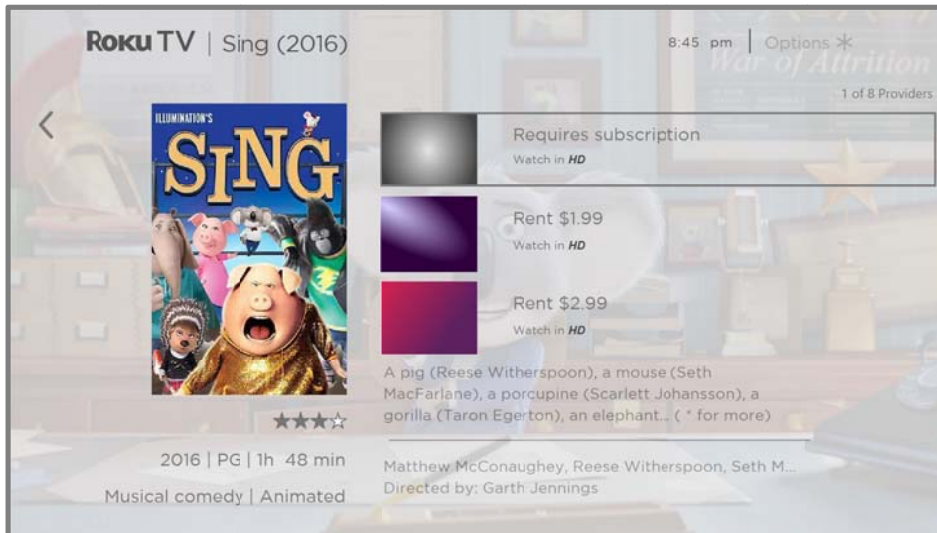 Roku TV | Sing (2016)
8:45 pm | Options *
War of Attrition
1 of 8 Providers
ILLUMINATION'S
SING
Requires subscription
Watch in HD
Rent $1.99
Watch in HD
Rent $2.99
Watch in HD
A pig (Reese Witherspoon), a mouse (Seth
MacFarlane), a porcupine (Scarlett Johansson), a
gorilla (Taron Egerton), an elephant... ( * for more)
2016 | PG | 1h 48 min
Musical comedy | Animated
Matthew McConaughey, Reese Witherspoon, Seth M...
Directed by: Garth Jennings